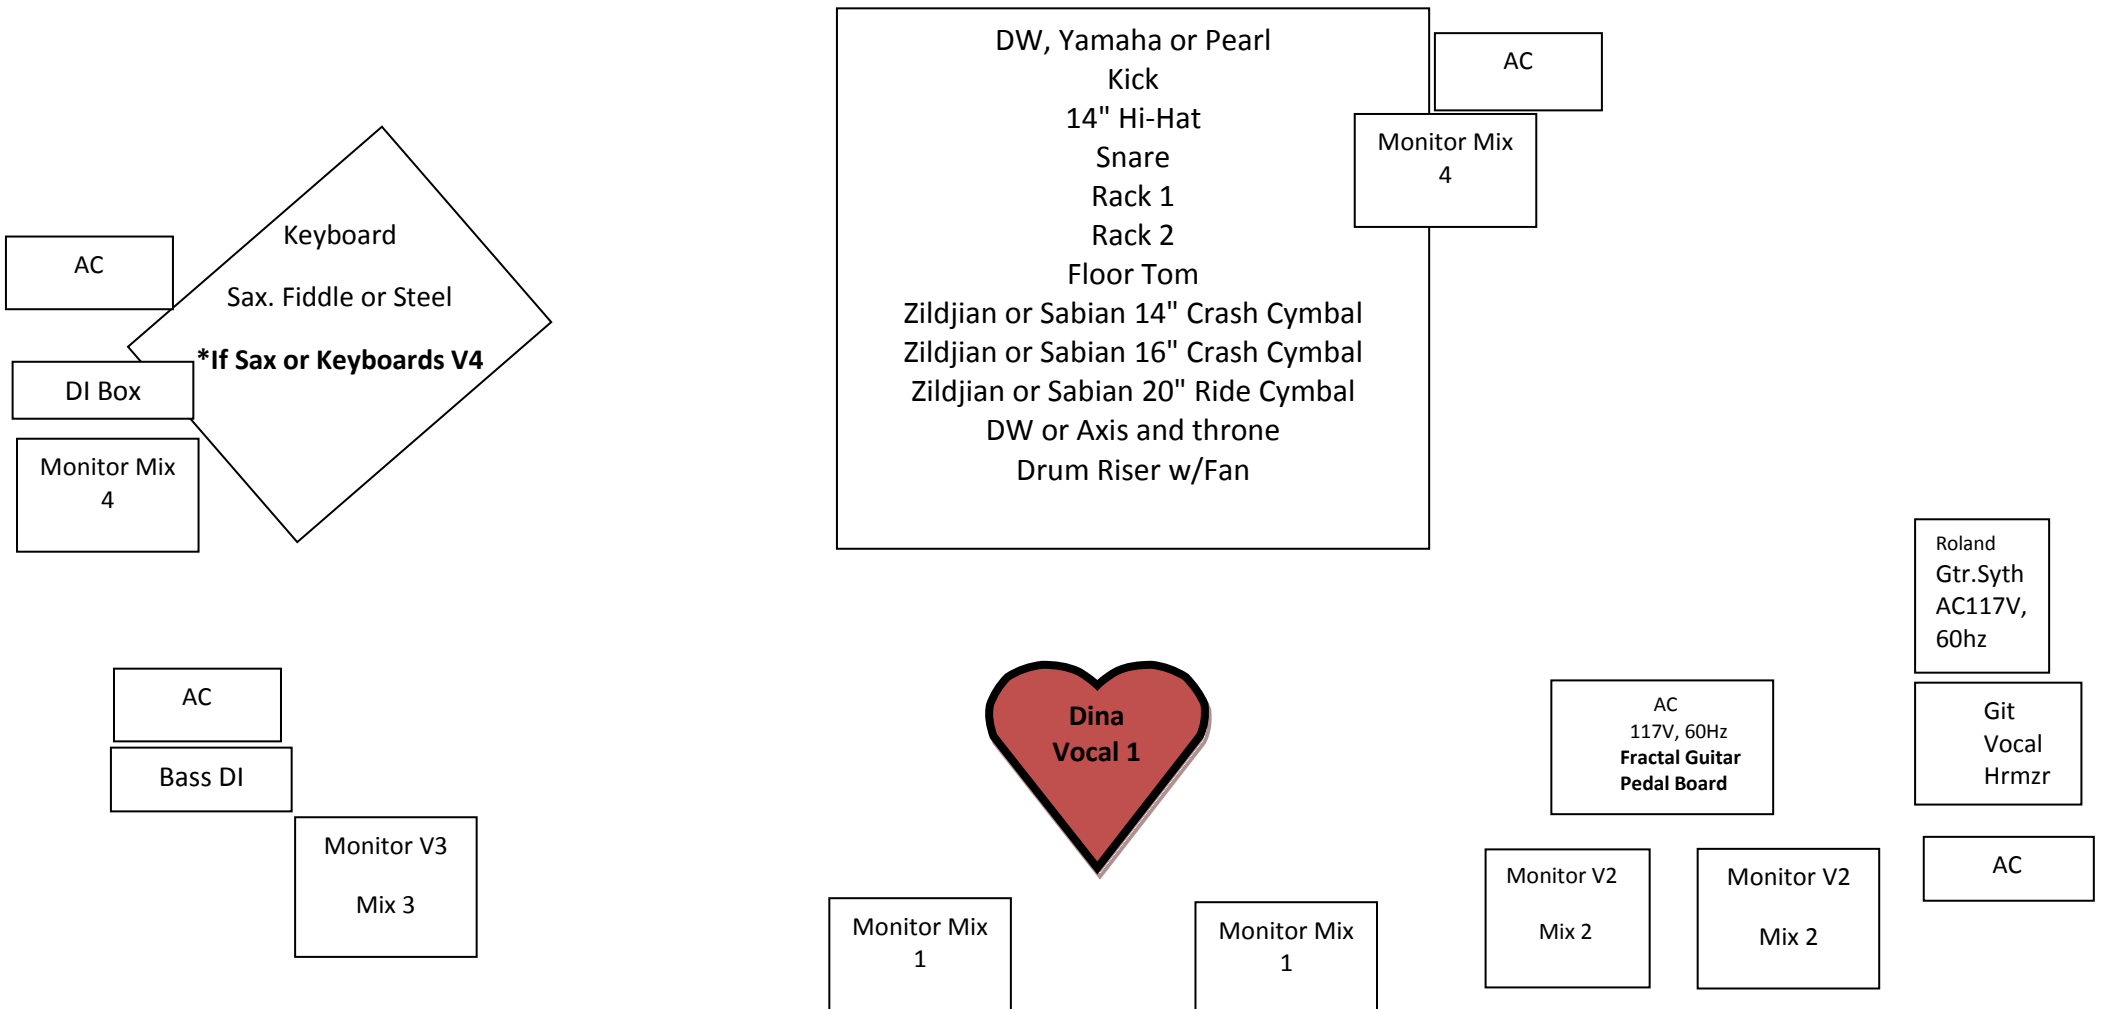 DW, Yamaha or Pearl
Kick
14" Hi-Hat
Snare
Rack 1
Rack 2
Floor Tom
Zildjian or Sabian 14" Crash Cymbal
Zildjian or Sabian 16" Crash Cymbal
Zildjian or Sabian 20" Ride Cymbal
DW or Axis and throne
Drum Riser w/Fan
AC
Monitor Mix
4
Keyboard
Sax. Fiddle or Steel
*If Sax or Keyboards V4
AC
DI Box
Monitor Mix
4
Roland
Gtr.Syth
AC117V,
60hz
AC
Bass DI
Monitor V3
Mix 3
Dina
Vocal 1
Monitor Mix
1
Monitor Mix
1
AC
117V, 60Hz
Fractal Guitar
Pedal Board
Git
Vocal
Hrmzr
Monitor V2
Mix 2
Monitor V2
Mix 2
AC